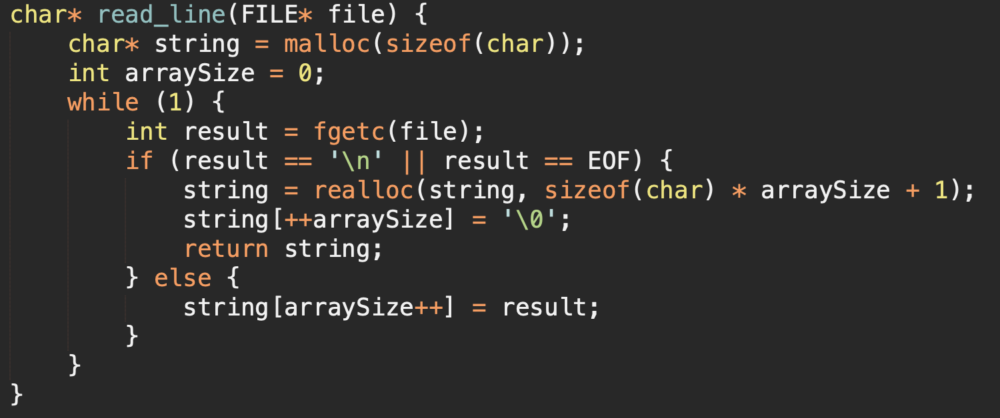 char* read_line(FILE* file) {
    char* string = malloc(sizeof(char));
    int arraySize = 0;
    while (1) {
        int result = fgetc(file);
        if (result == '\n' || result == EOF) {
            string = realloc(string, sizeof(char) * arraySize + 1);
            string[++arraySize] = '\0';
            return string;
        } else {
            string[arraySize++] = result;
        }
    }
}